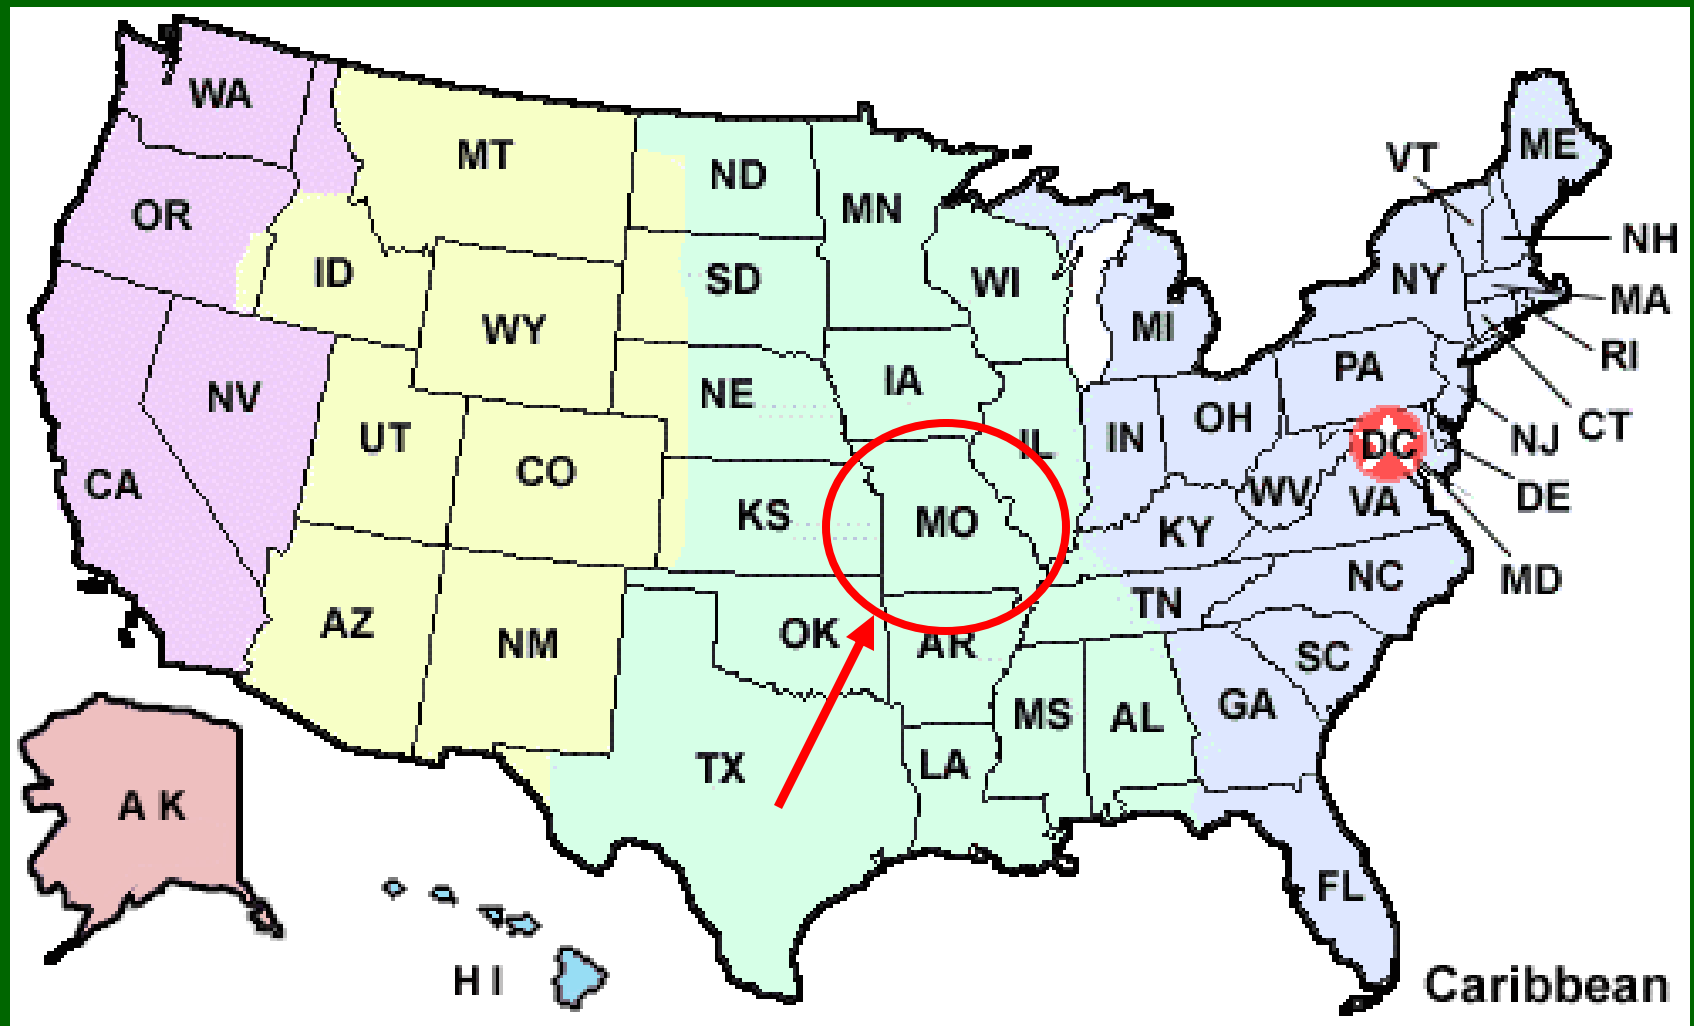 WA
MT
ND
MN
OR
ID
SD
WI
WY
MI
VT
ME
NH
NY
MA
RI
NV
NE
IA
PA
CT
NJ
UT
CO
IL
IN
OH
DC
DE
CA
KS
MO
WV
VA
KY
MD
AZ
NM
OK
AR
TN
NC
SC
TX
LA
MS
AL
GA
A K
H I
FL
Caribbean